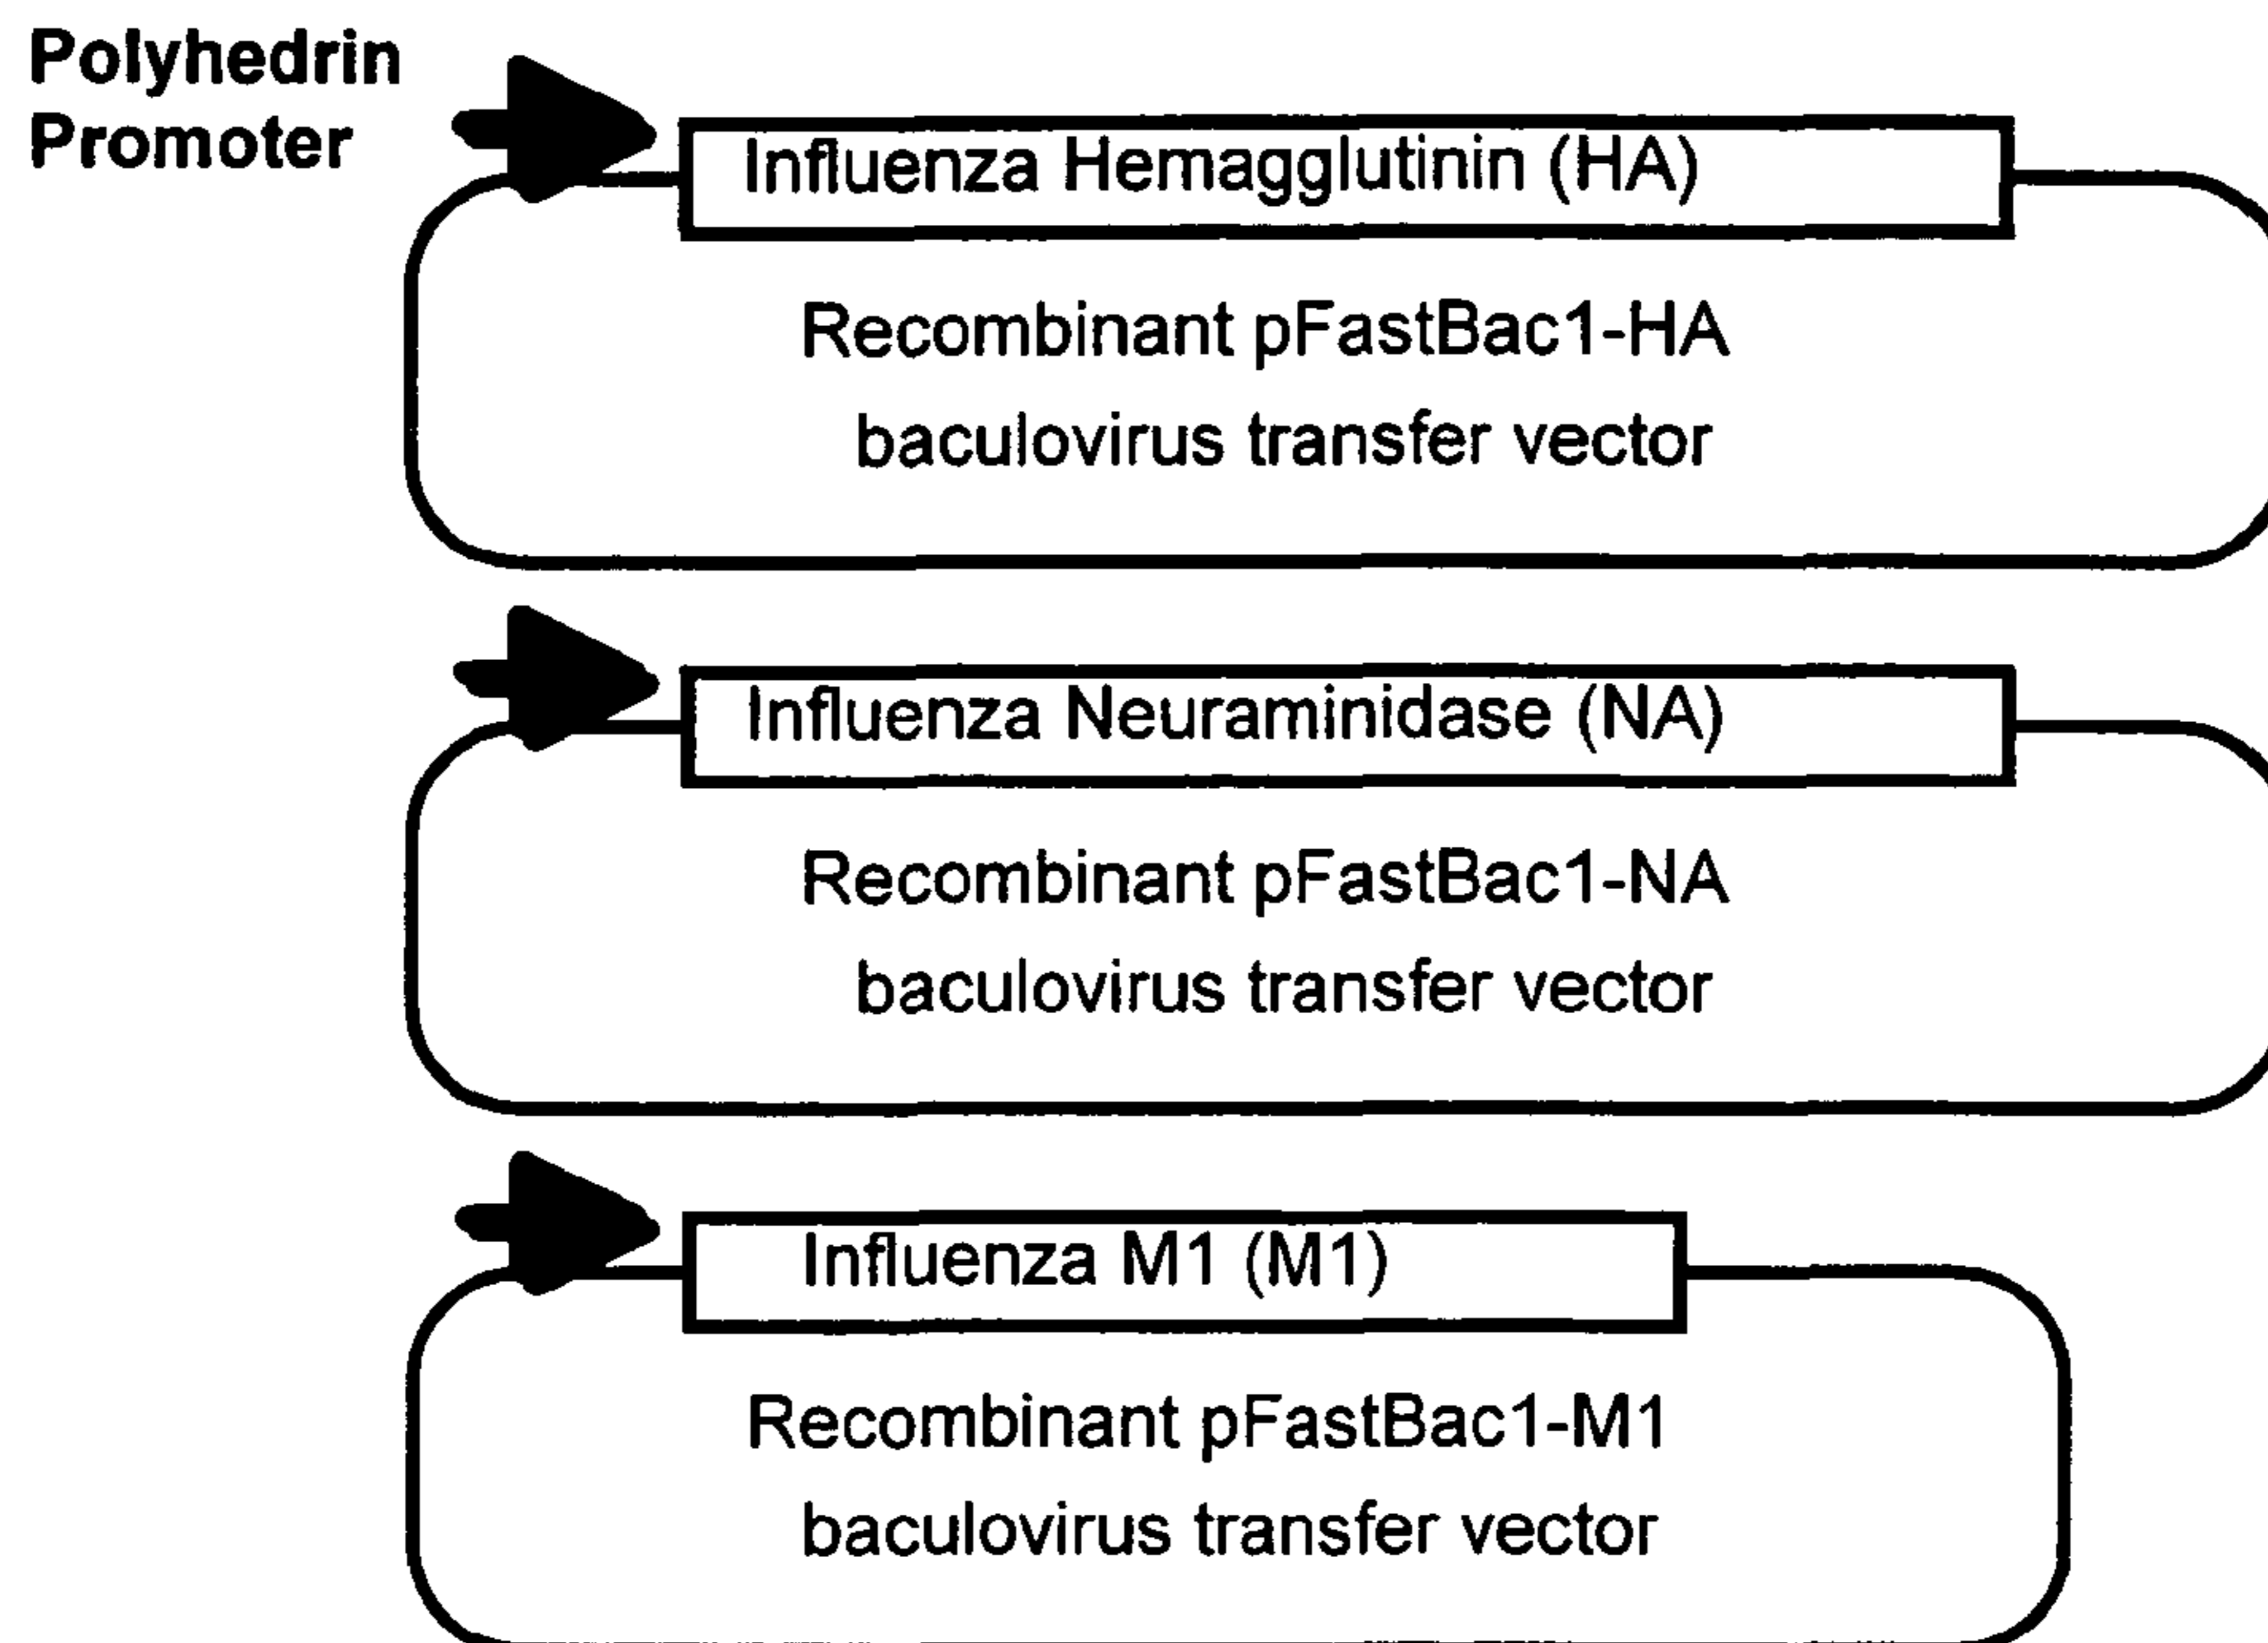 Polyhedrin
Promoter
Influenza Hemagglutinin (HA)
Recombinant pFastBac1-HA
baculovirus transfer vector
Influenza Neuraminidase (NA)
Recombinant pFastBac1-NA
baculovirus transfer vector
Influenza M1 (M1)
Recombinant pFastBac1-M1
baculovirus transfer vector